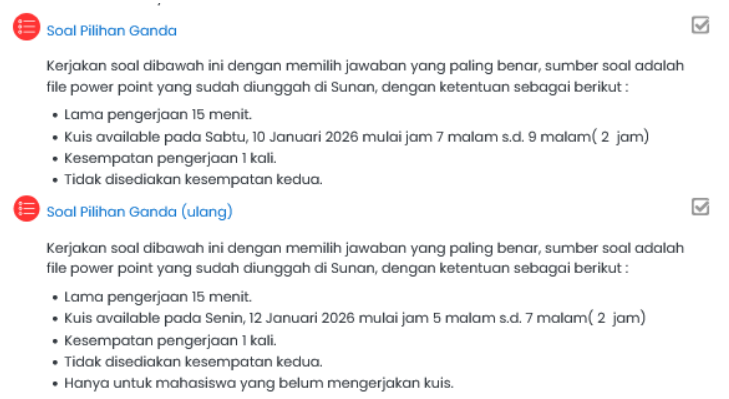 Soal Pilihan Ganda
Kerjakan soal dibawah ini dengan memilih jawaban yang paling benar, sumber soal adalah
file power point yang sudah diunggah di Sunan, dengan ketentuan sebagai berikut :
• Lama pengerjaan 15 menit.
• Kuis available pada Sabtu, 10 Januari 2026 mulai jam 7 malam s.d. 9 malam( 2 jam)
• Kesempatan pengerjaan 1 kali.
• Tidak disediakan kesempatan kedua.
Soal Pilihan Ganda (ulang)
Kerjakan soal dibawah ini dengan memilih jawaban yang paling benar, sumber soal adalah
file power point yang sudah diunggah di Sunan, dengan ketentuan sebagai berikut :
• Lama pengerjaan 15 menit.
• Kuis available pada Senin, 12 Januari 2026 mulai jam 5 malam s.d. 7 malam( 2 jam)
• Kesempatan pengerjaan 1 kali.
• Tidak disediakan kesempatan kedua.
• Hanya untuk mahasiswa yang belum mengerjakan kuis.